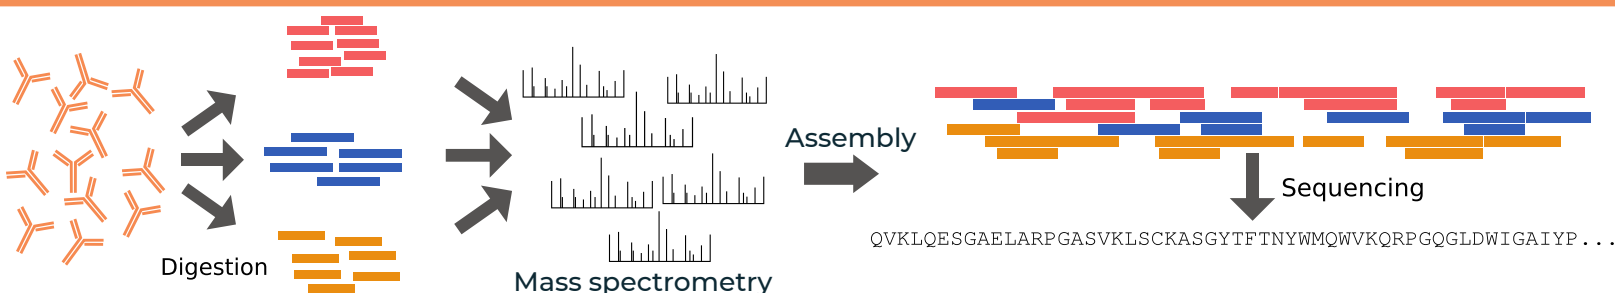 Digestion
Mass spectrometry
Assembly
Sequencing
QVKLQESGAELARPGASVKLSCKASGYTFTNYWMQWVKQRPGQGLDWIGAIYP...